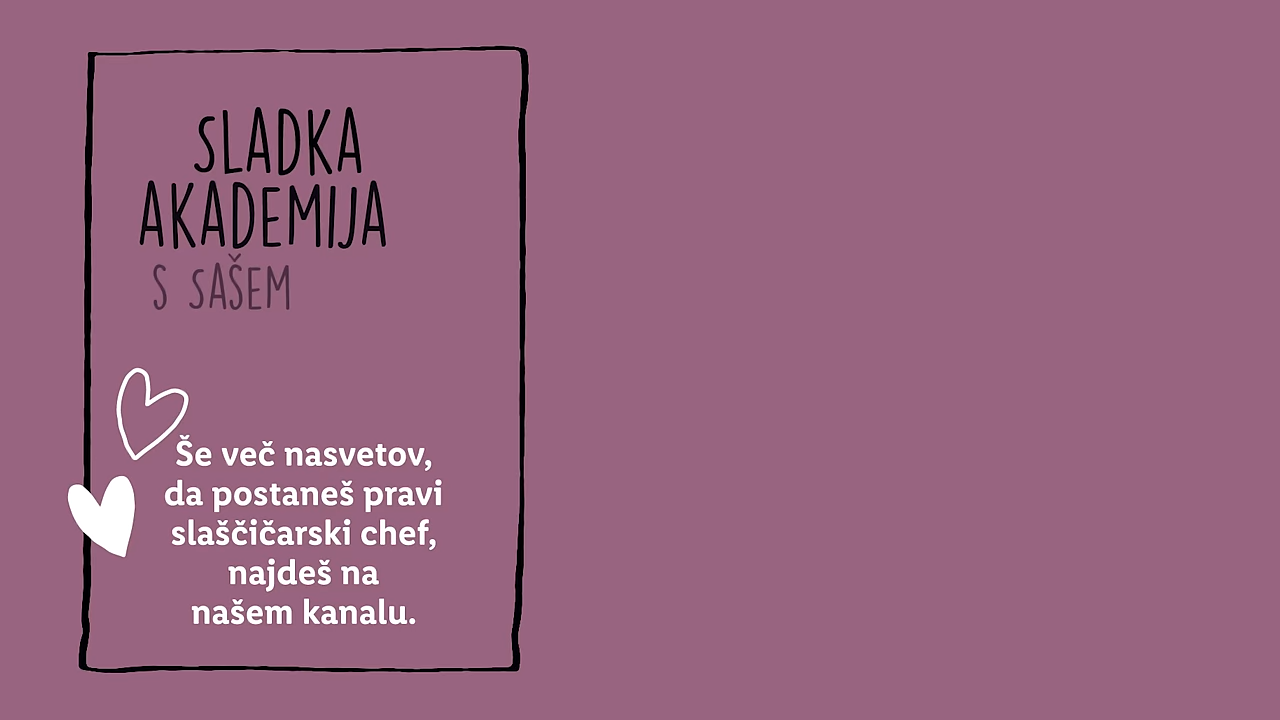 SLADKA
AKADEMIJA
S SAŠEM
Še več nasvetov,
da postaneš pravi
slaščičarski chef,
najdeš na
našem kanalu.